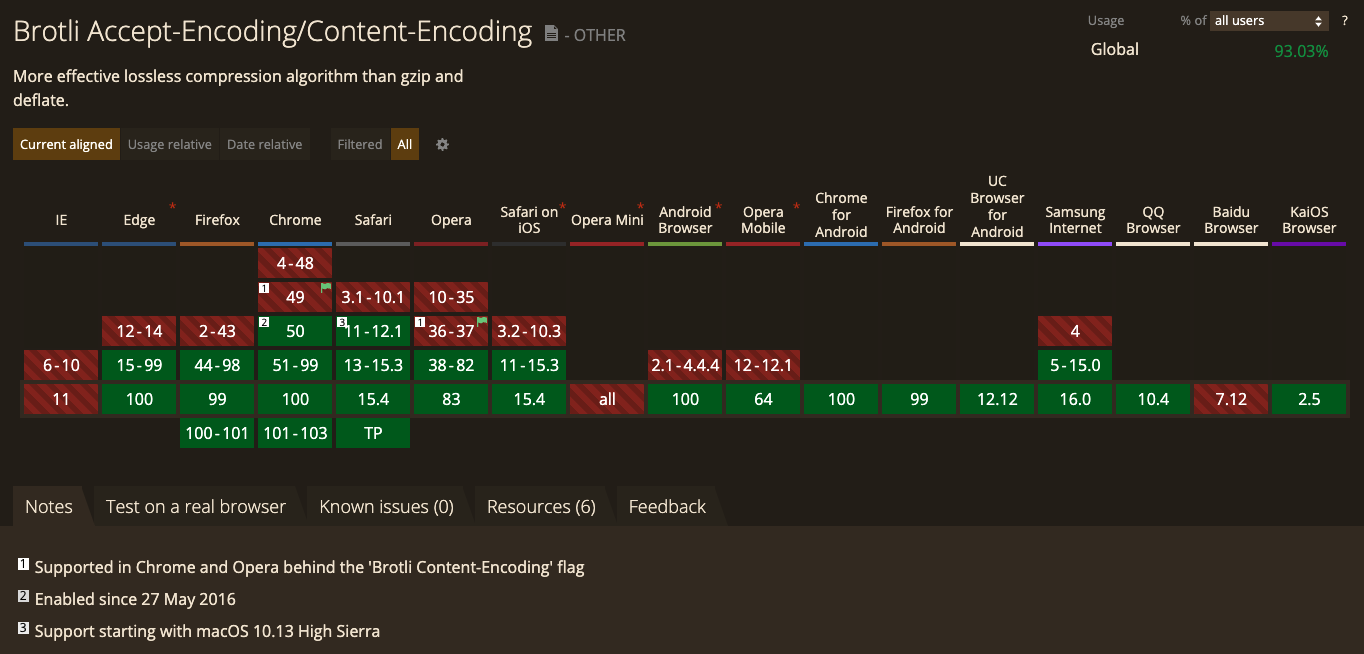 Brotli Accept-Encoding/Content-Encoding - OTHER
Usage % of all users ?
Global 93.03%
More effective lossless compression algorithm than gzip and
deflate.
Current aligned Usage relative Date relative Filtered All
IE Edge * Firefox Chrome Safari Opera Safari on iOS * Opera Mini * Android Browser * Opera Mobile * Chrome for Android Firefox for Android UC Browser for Android Samsung Internet QQ Browser Baidu Browser KaiOS Browser
4-48
1 49 3.1-10.1 10-35
12-14 2-43 2 50 3 11-12.1 1 36-37 3.2-10.3 4
6-10 15-99 44-98 51-99 13-15.3 38-82 11-15.3 2.1-4.4.4 12-12.1 5-15.0
11 100 99 100 15.4 83 15.4 all 100 64 100 99 12.12 16.0 10.4 7.12 2.5
100-101 101-103 TP
Notes Test on a real browser Known issues (0) Resources (6) Feedback
1 Supported in Chrome and Opera behind the 'Brotli Content-Encoding' flag
2 Enabled since 27 May 2016
3 Support starting with macOS 10.13 High Sierra